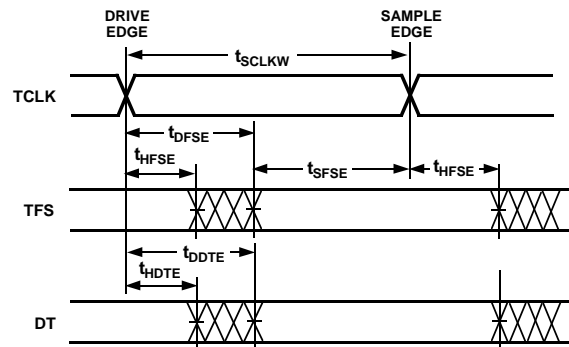 DRIVE EDGE
SAMPLE EDGE
tSCLKW
TCLK
tDFSE
tHFSE
tSFSE
tHFSE
TFS
tDDTE
tHDTE
DT